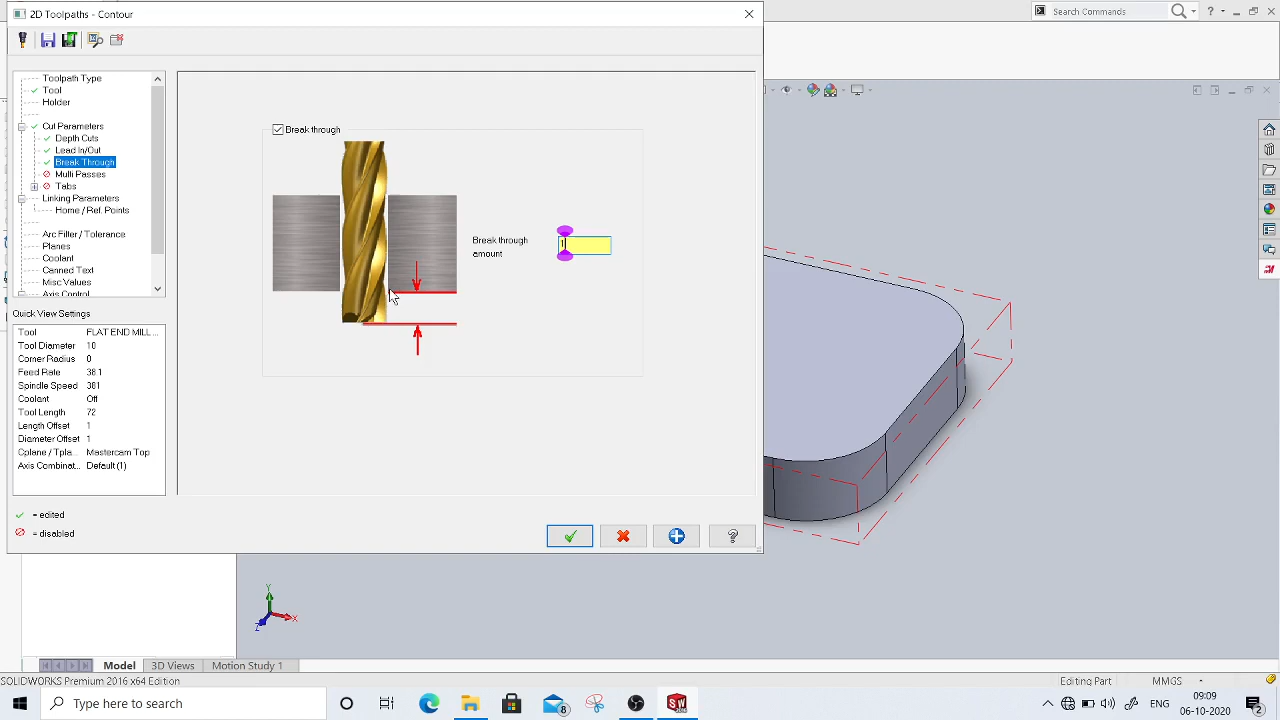 2D Toolpaths - Contour
Search Commands
?
Toolpath Type
Tool
Holder
Cut Parameters
Depth Cuts
Lead In/Out
Break Through
Multi Passes
Tabs
Linking Parameters
Home / Ref. Points
Arc Filter / Tolerance
Planes
Coolant
Canned Text
Misc Values
Axis Control
Break through
Break through
amount
1
Quick View Settings
Tool FLAT END MILL ...
Tool Diameter 10
Corner Radius 0
Feed Rate 38.1
Spindle Speed 381
Coolant Off
Tool Length 72
Length Offset 1
Diameter Offset 1
Cplane / Tpla... Mastercam Top
Axis Combinat... Default (1)
= edited
= disabled
?
Y
X
Z
Model 3D Views Motion Study 1
SOLIDWORKS Premium 2016 x64 Edition
Editing Part
MMGS
Type here to search
8
SW
09:09
06-10-2020
2